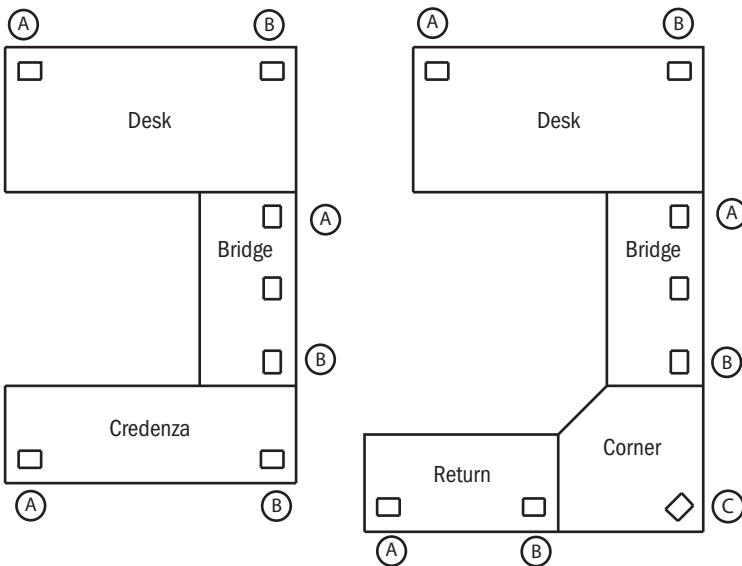 A B A B
Desk Desk
A A
Bridge Bridge
B B
Credenza
Corner
Return
A B C
A B